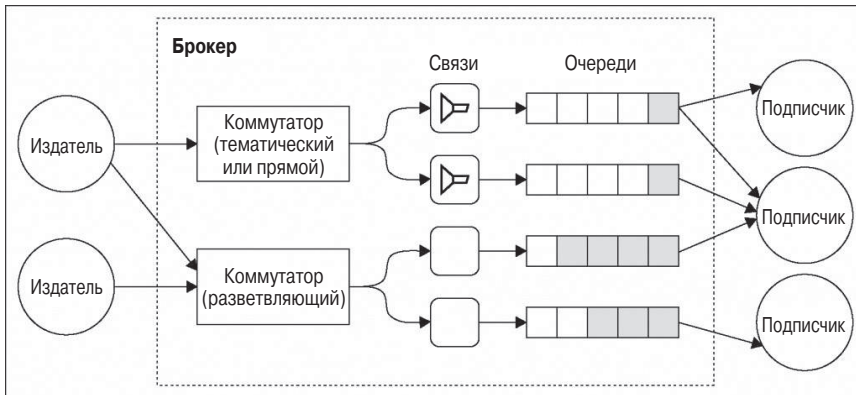 Брокер
Связи
Очереди
Издатель
Коммутатор
(тематический
или прямой)
Подписчик
Подписчик
Издатель
Коммутатор
(разветвляющий)
Подписчик